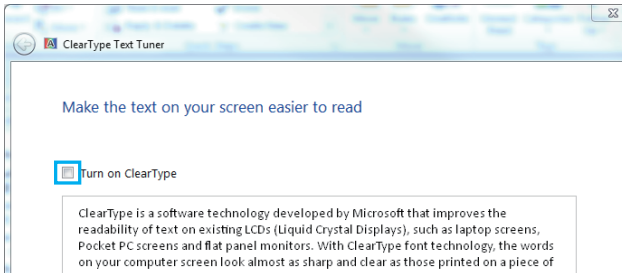 ClearType Text Tuner
Make the text on your screen easier to read
Turn on ClearType
ClearType is a software technology developed by Microsoft that improves the
readability of text on existing LCDs (Liquid Crystal Displays), such as laptop screens,
Pocket PC screens and flat panel monitors. With ClearType font technology, the words
on your computer screen look almost as sharp and clear as those printed on a piece of